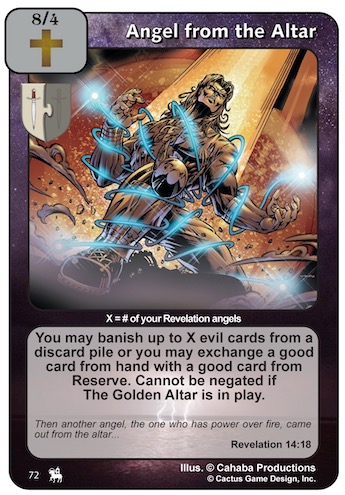 8/4
Angel from the Altar
X = # of your Revelation angels
You may banish up to X evil cards from a
discard pile or you may exchange a good
card from hand with a good card from
Reserve. Cannot be negated if
The Golden Altar is in play.
Then another angel, the one who has power over fire, came
out from the altar...
Revelation 14:18
Illus. © Cahaba Productions
72
© Cactus Game Design, Inc.